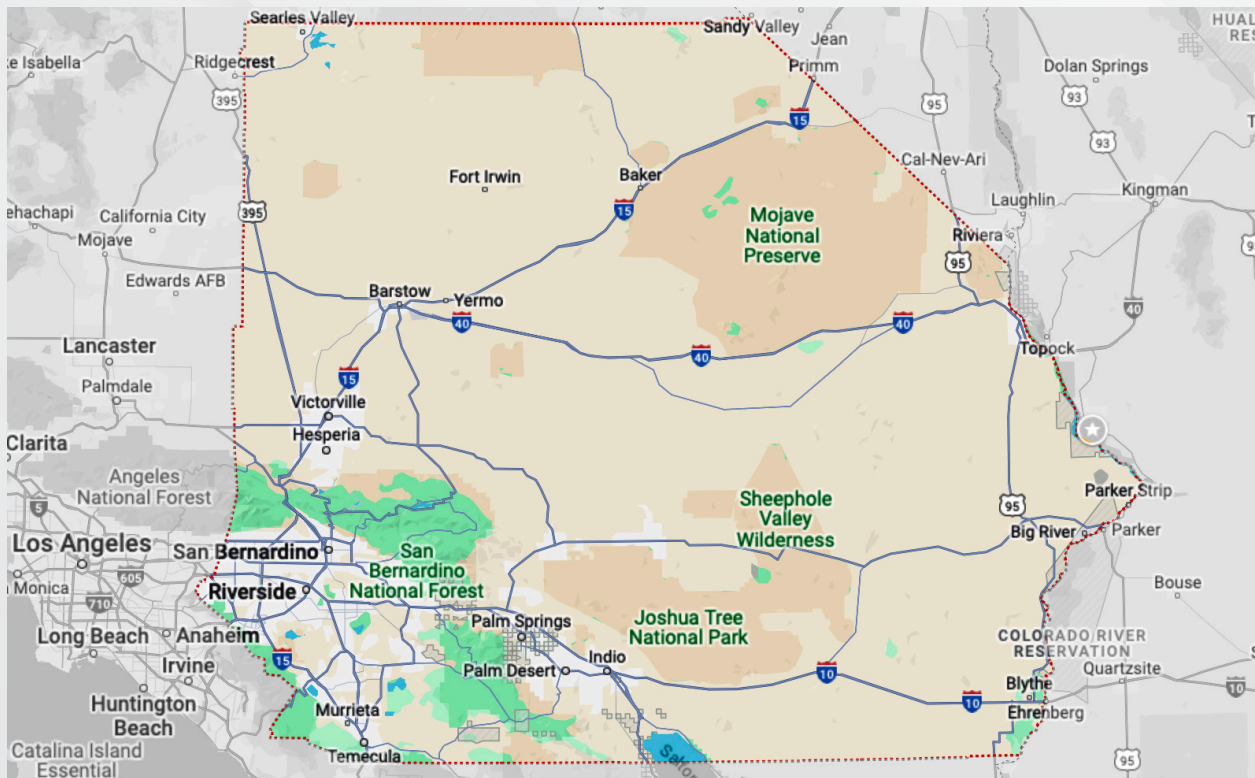 Searles Valley
Sandy Valley
HUAL
RES
Jean
ke Isabella
Ridgecrest
Primm
Dolan Springs
395
15
95
93
93
Cal-Nev-Ari
Fort Irwin
Baker
Kingman
ehachapi
California City
395
15
Laughlin
Mojave
National
Preserve
Mojave
Riviera
95
95
Edwards AFB
Barstow
Yermo
40
40
40
40
Lancaster
Topock
Palmdale
15
Victorville
Hesperia
Clarita
Angeles
National Forest
5
Sheephole
Valley
Wilderness
95
Parker Strip
Big River
Parker
Los Angeles
San Bernardino
San
Bernardino
National Forest
605
Monica
Riverside
710
Bouse
Palm Springs
Joshua Tree
National Park
Long Beach
Anaheim
COLORADO RIVER
RESERVATION
15
Irvine
Palm Desert
Indio
10
Quartzsite
10
Huntington
Beach
Murrieta
10
Blythe
Ehrenberg
Temecula
Catalina Island
Essential
Salto
95